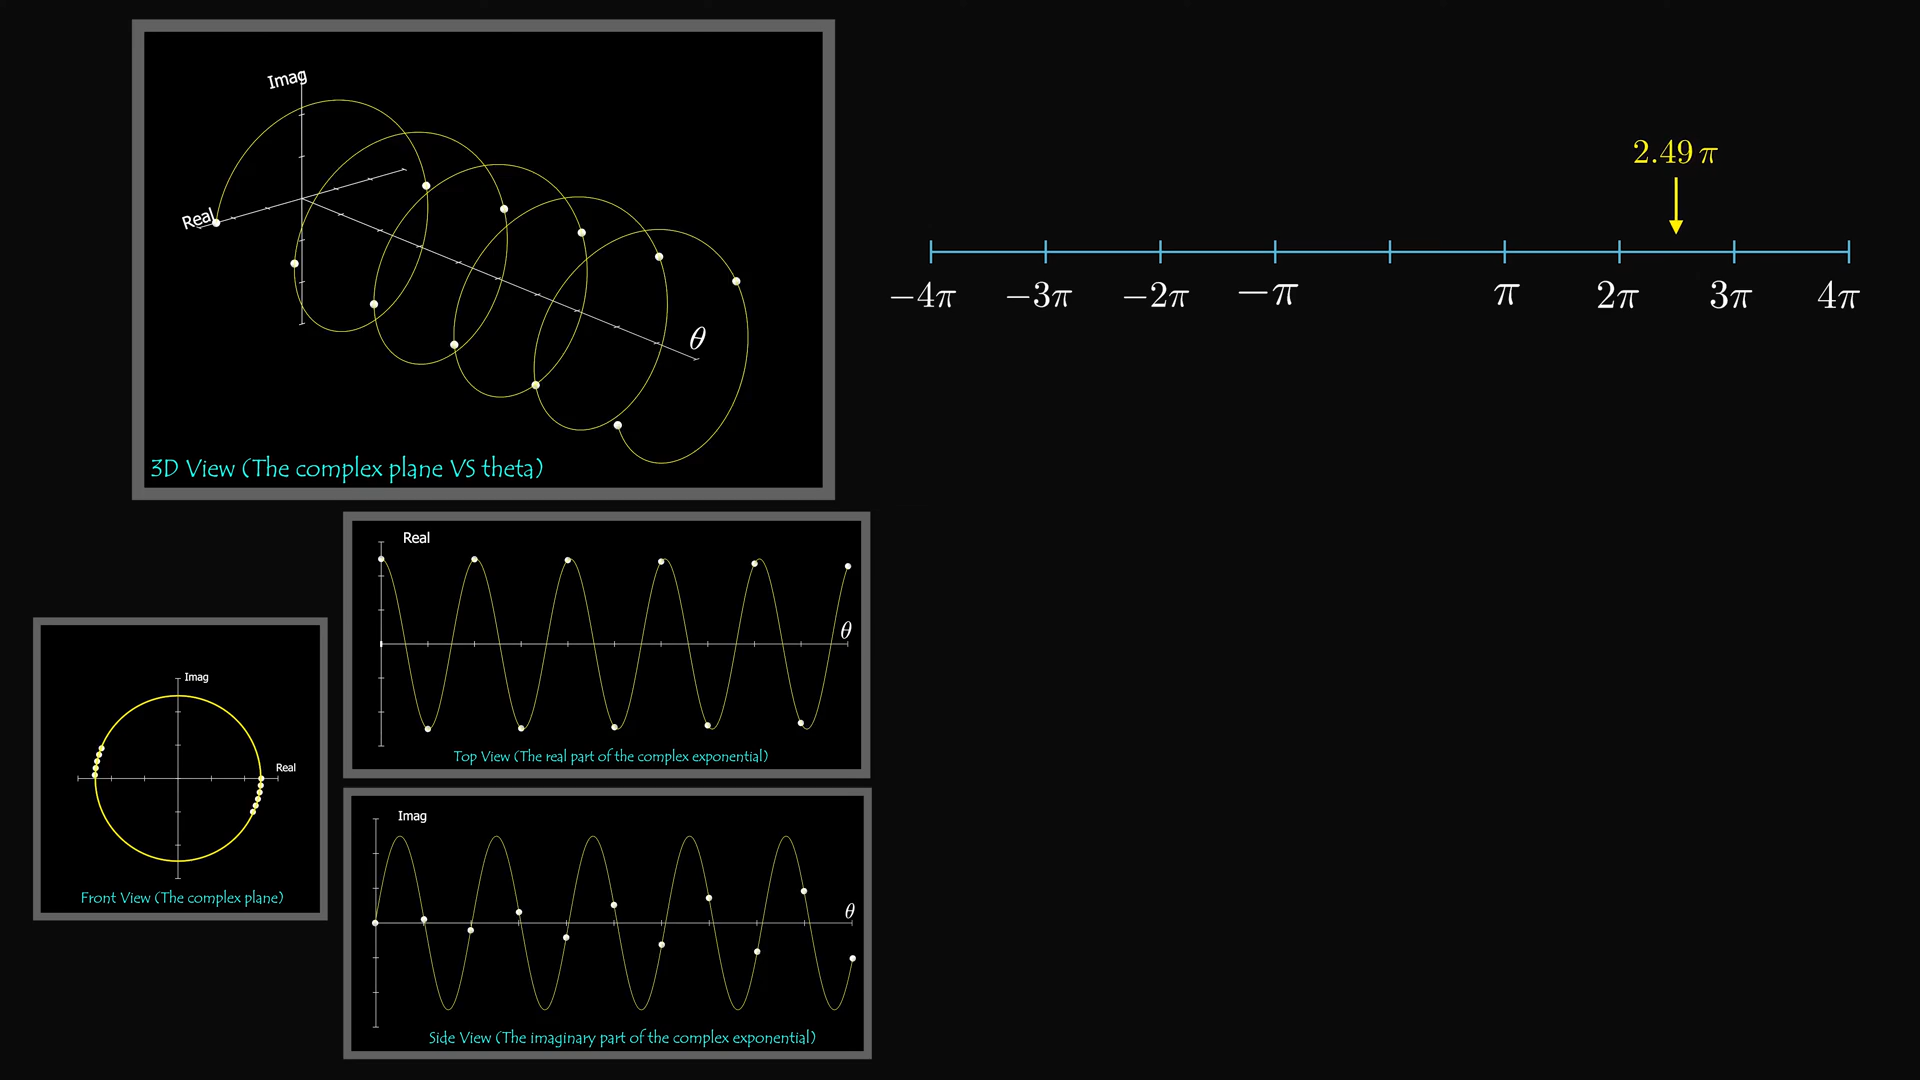 Imag
Real
θ
3D View (The complex plane VS theta)
2.49 π
−4π −3π −2π −π π 2π 3π 4π
Real
θ
Top View (The real part of the complex exponential)
Imag
Real
Front View (The complex plane)
Imag
θ
Side View (The imaginary part of the complex exponential)